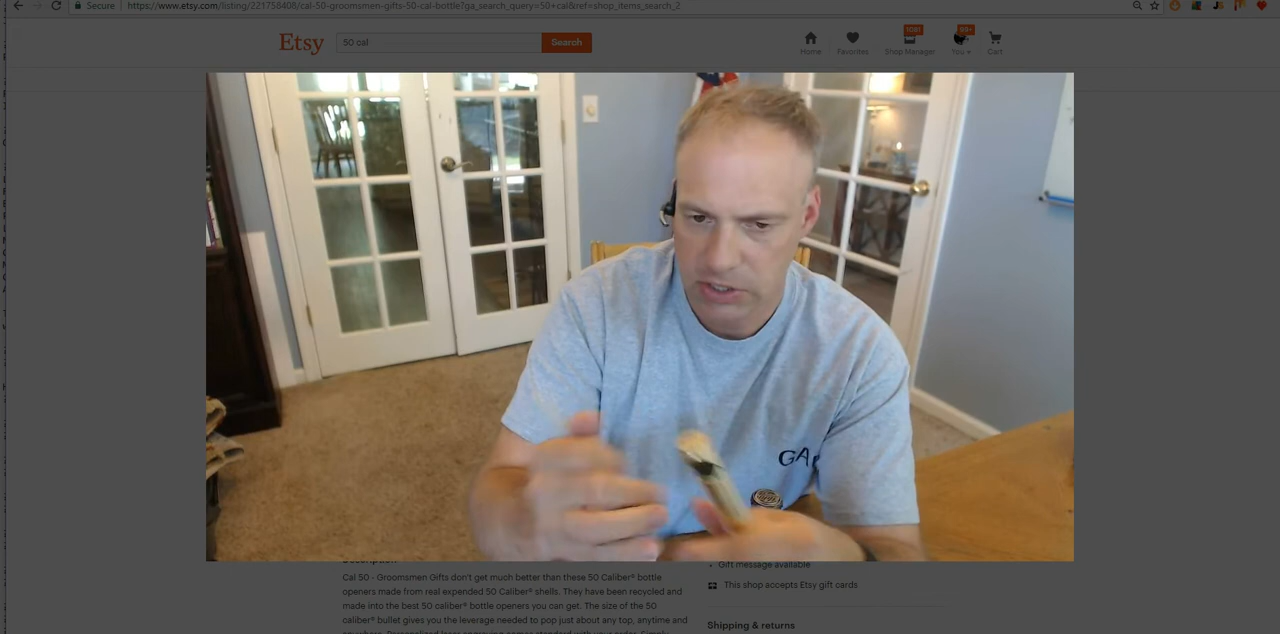 Secure
https://www.etsy.com/listing/221758408/cal-50-groomsmen-gifts-50-cal-bottle?ga_search_query=50+cal&ref=shop_items_search_2
Etsy
50 cal
Search
Home
Favorites
1091
Shop Manager
99+
You
Cart
GA
Description
Cal 50 - Groomsmen Gifts don't get much better than these 50 Caliber® bottle
openers made from real expended 50 Caliber® shells. They have been recycled and
made into the best 50 caliber® bottle openers you can get. The size of the 50
caliber® bullet gives you the leverage needed to pop just about any top, anytime and
Gift message available
This shop accepts Etsy gift cards
Shipping & returns